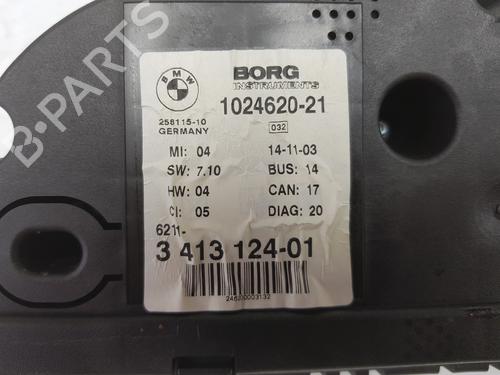 B-PARTS
BMW
BORG
INSTRUMENTS
1024620-21
258115-10
GERMANY
032
MI: 04 14-11-03
SW: 7.10 BUS: 14
HW: 04 CAN: 17
CI: 05 DIAG: 20
6211-
3 413 124-01
246200003132